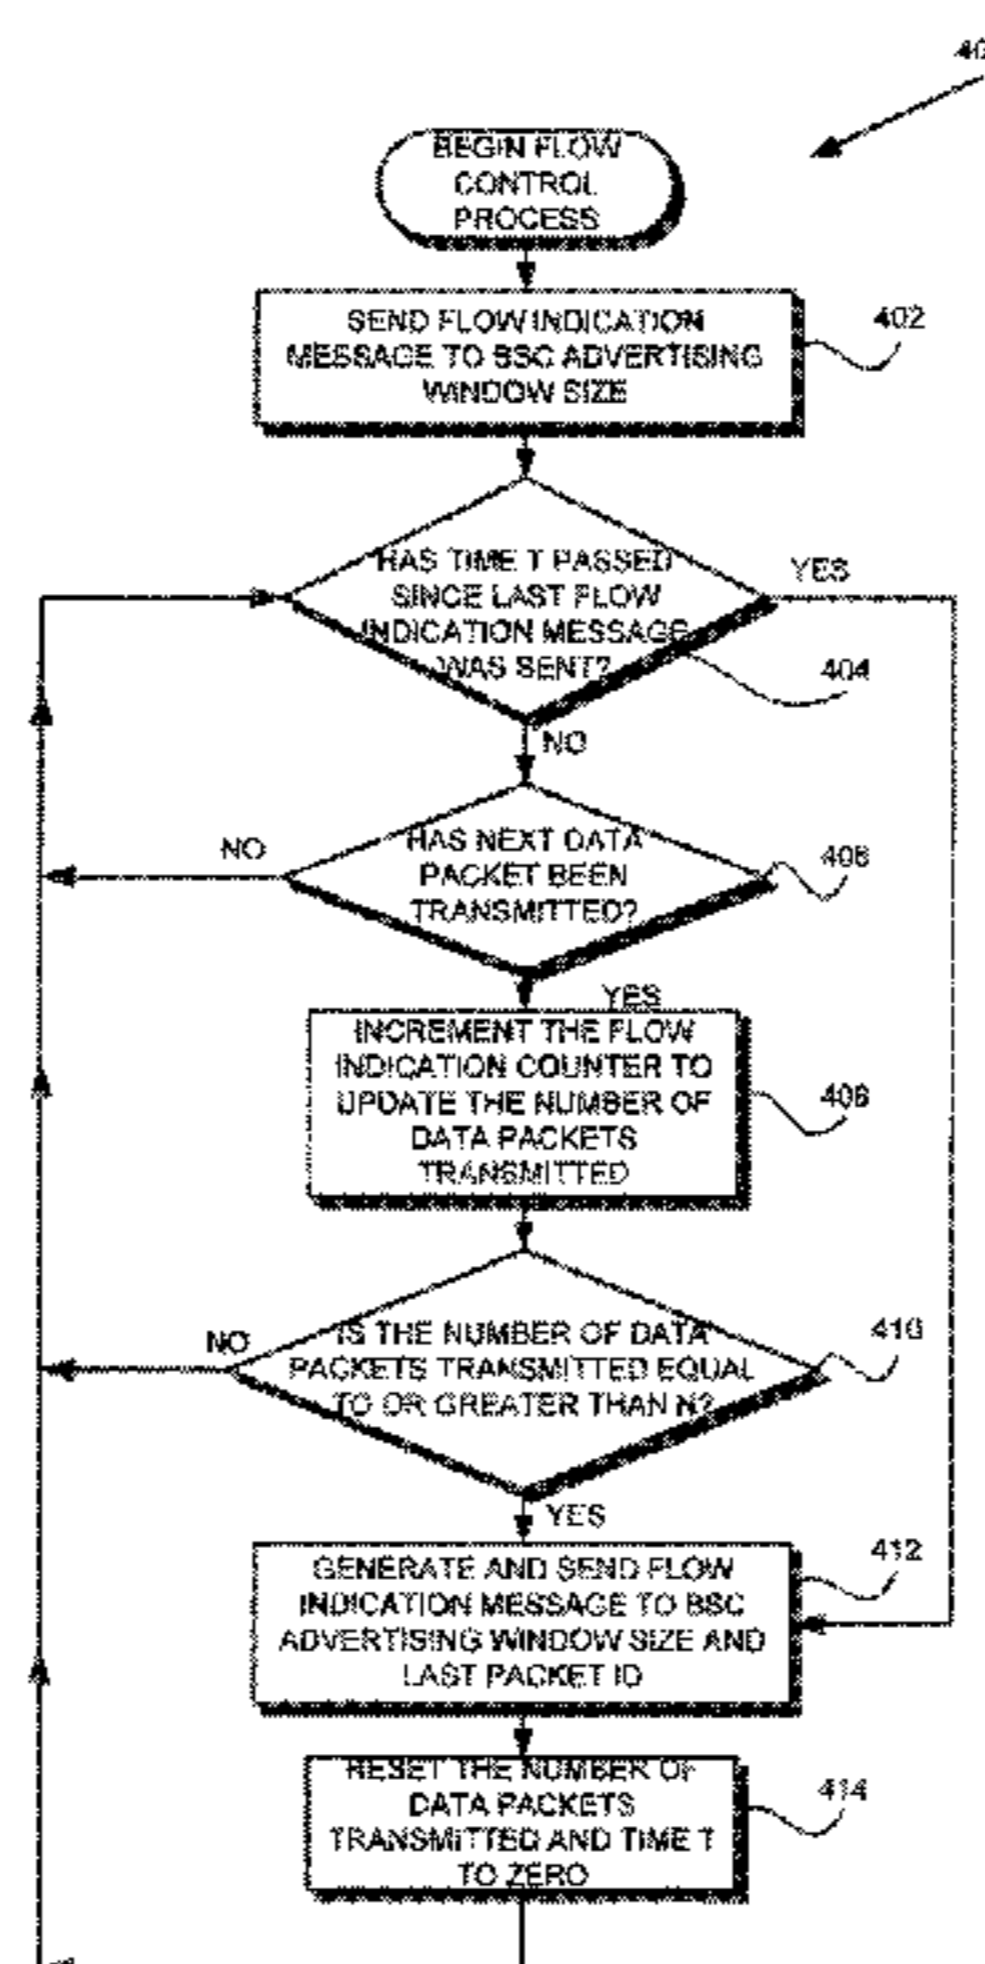 BEGIN FLOW
CONTROL
PROCESS
SEND FLOW INDICATION
MESSAGE TO BSC ADVERTISING
WINDOW SIZE
402
HAS TIME T PASSED
SINCE LAST FLOW
INDICATION MESSAGE
WAS SENT?
YES
404
NO
HAS NEXT DATA
PACKET BEEN
TRANSMITTED?
NO
406
YES
INCREMENT THE FLOW
INDICATION COUNTER TO
UPDATE THE NUMBER OF
DATA PACKETS
TRANSMITTED
408
IS THE NUMBER OF DATA
PACKETS TRANSMITTED EQUAL
TO OR GREATER THAN N?
NO
410
YES
GENERATE AND SEND FLOW
INDICATION MESSAGE TO BSC
ADVERTISING WINDOW SIZE AND
LAST PACKET ID
412
RESET THE NUMBER OF
DATA PACKETS
TRANSMITTED AND TIME T
TO ZERO
414